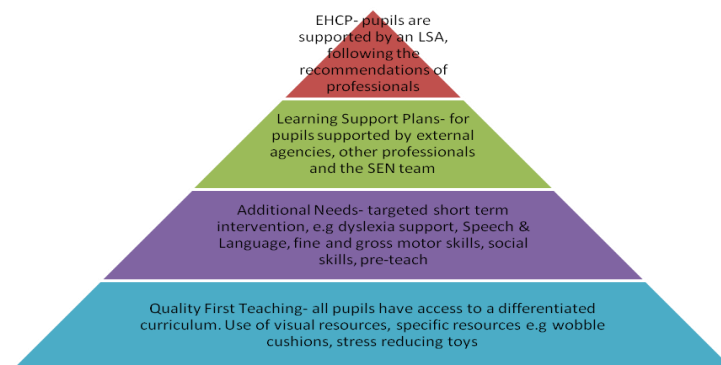 EHCP- pupils are
supported by an LSA,
following the
recommendations of
professionals
Learning Support Plans- for
pupils supported by external
agencies, other professionals
and the SEN team
Additional Needs- targeted short term
intervention, e.g dyslexia support, Speech &
Language, fine and gross motor skills, social
skills, pre-teach
Quality First Teaching- all pupils have access to a differentiated
curriculum. Use of visual resources, specific resources e.g wobble
cushions, stress reducing toys